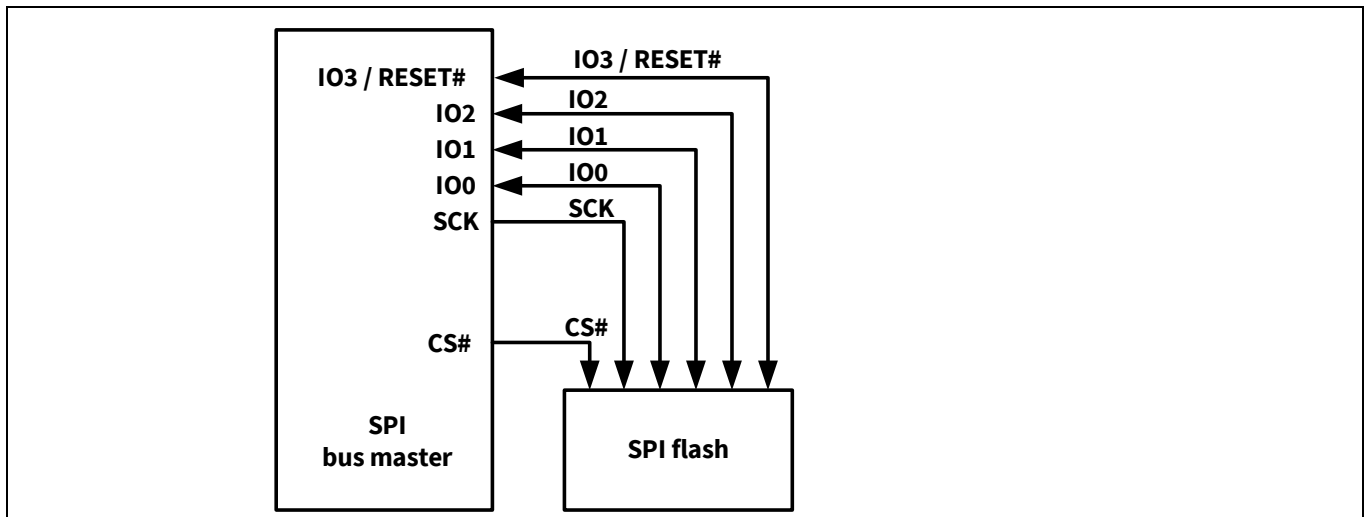 IO3 / RESET#
IO3 / RESET#
IO2
IO2
IO1
IO1
IO0
IO0
SCK
SCK
CS#
CS#
SPI
bus master
SPI flash